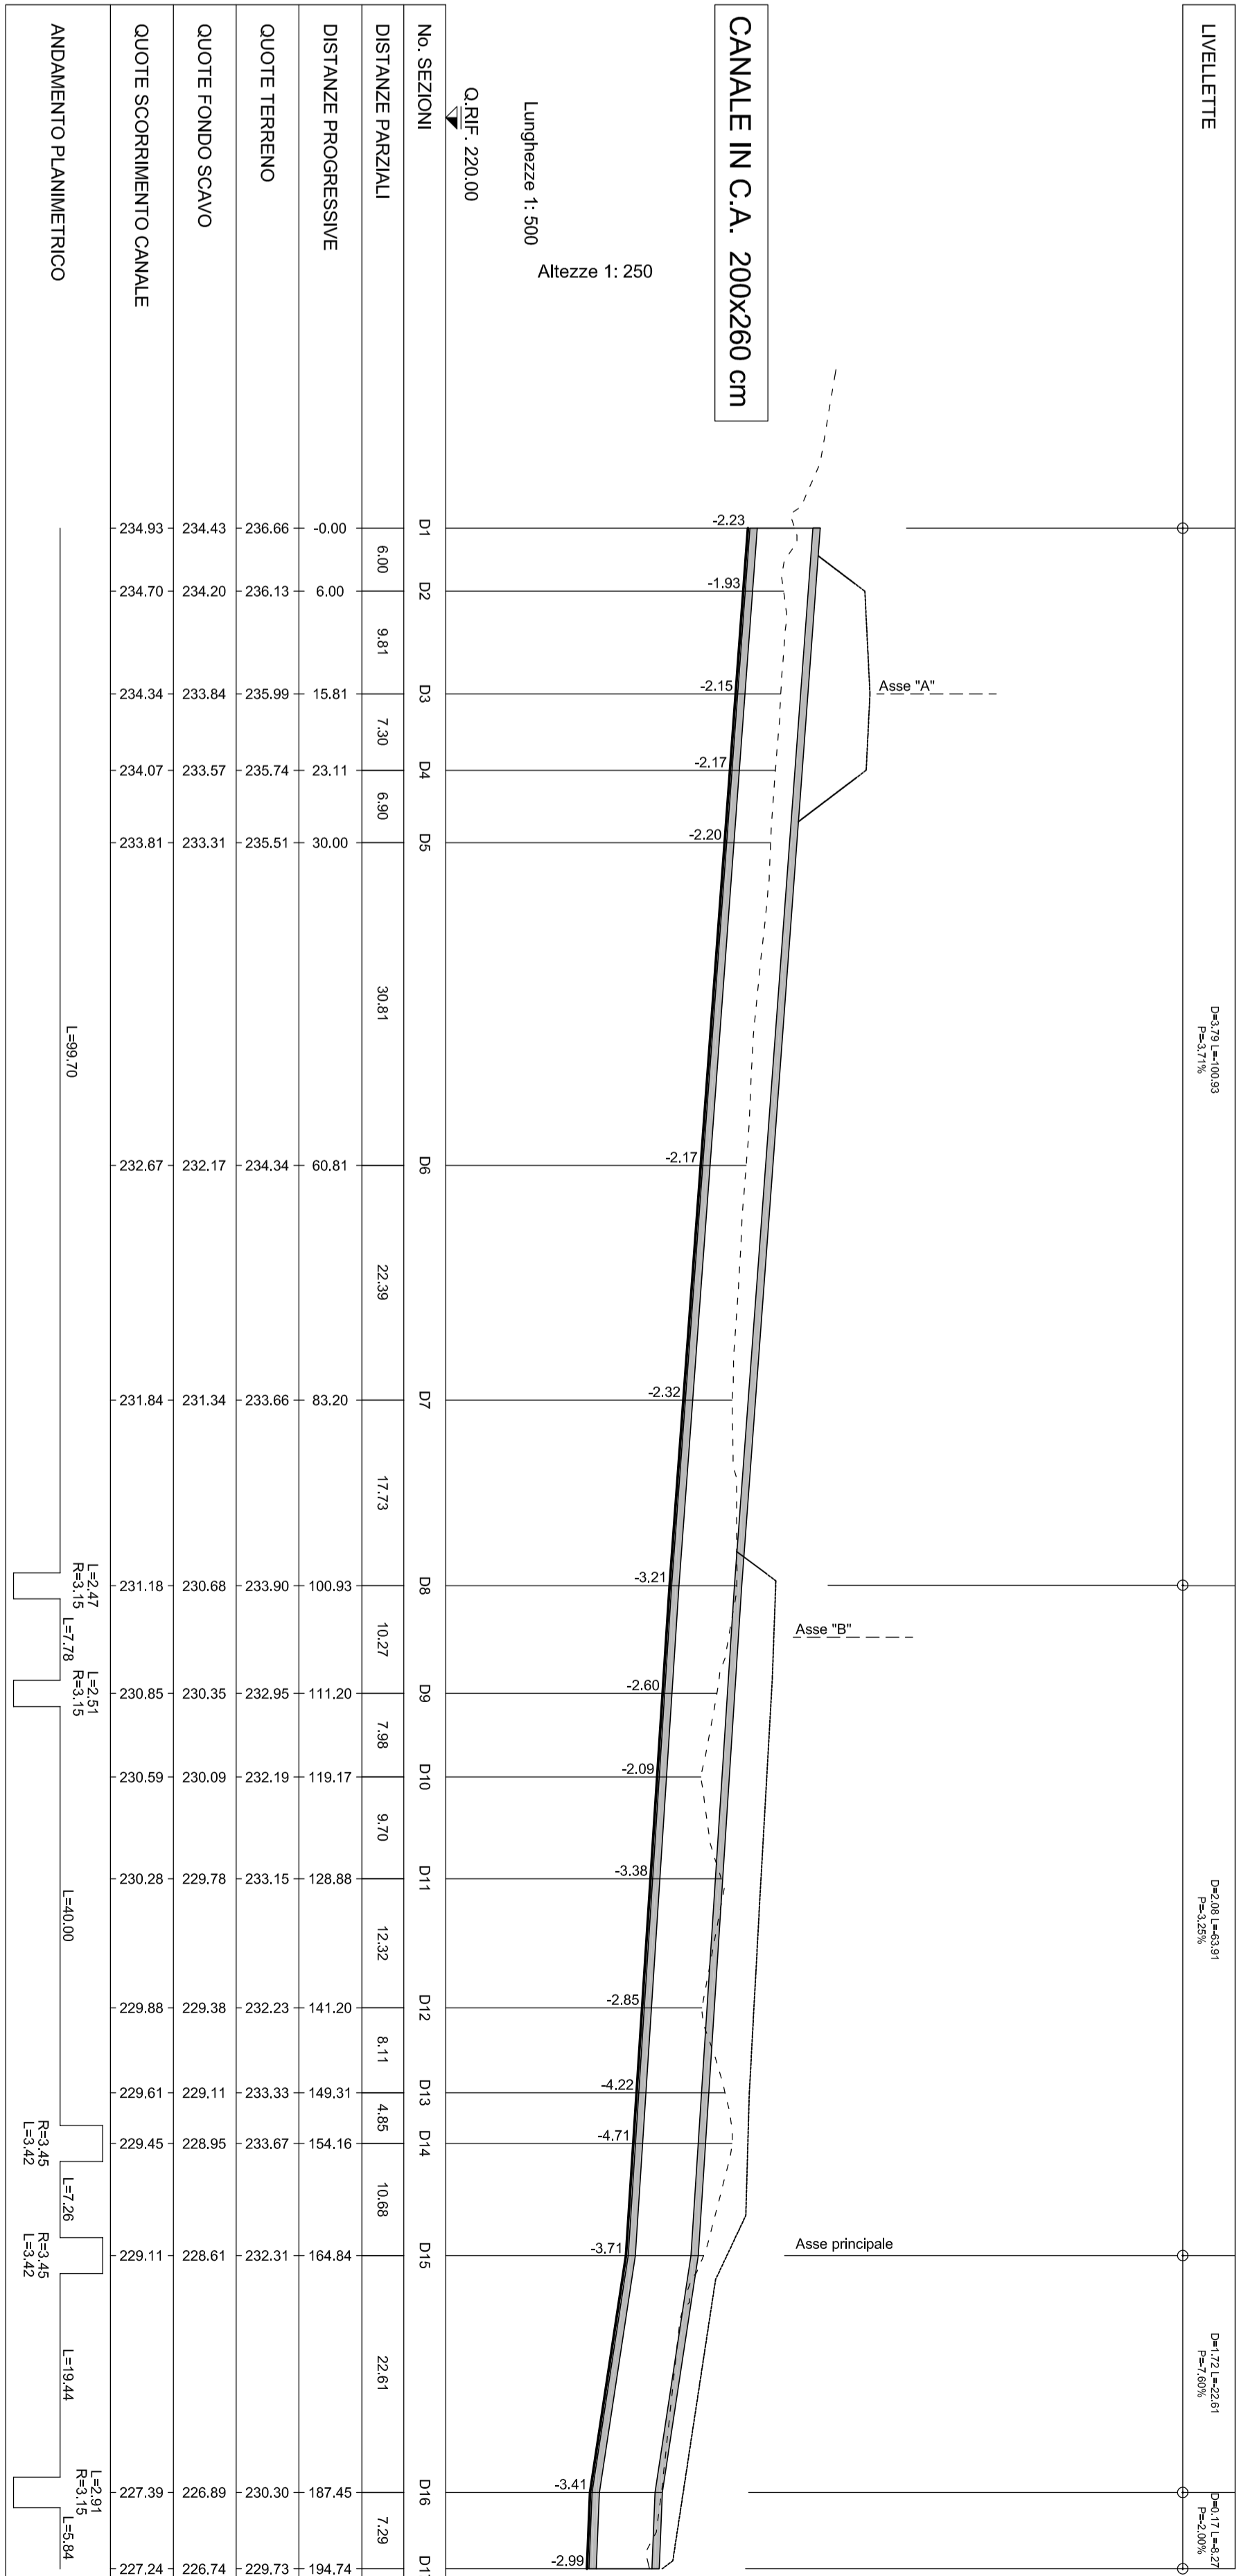 LIVELLETTE
D=3.79 L=-100.93
P=-3.71%
D=2.08 L=-63.91
P=-3.25%
D=1.72 L=-22.61
P=-7.60%
D=0.17 L=-8.27
P=-2.00%
CANALE IN C.A. 200x260 cm
Asse "A"
Asse "B"
Asse principale
Altezze 1: 250
Lunghezze 1: 500
Q.RIF. 220.00
-2.23 -1.93 -2.15 -2.17 -2.20 -2.17 -2.32 -3.21 -2.60 -2.09 -3.38 -2.85 -4.22 -4.71 -3.71 -3.41 -2.99
No. SEZIONI D1 D2 D3 D4 D5 D6 D7 D8 D9 D10 D11 D12 D13 D14 D15 D16
DISTANZE PARZIALI 6.00 9.81 7.30 6.90 30.81 22.39 17.73 10.27 7.98 9.70 12.32 8.11 4.85 10.68 22.61 7.29
DISTANZE PROGRESSIVE -0.00 6.00 15.81 23.11 30.00 60.81 83.20 100.93 111.20 119.17 128.88 141.20 149.31 154.16 164.84 187.45 194.74
QUOTE TERRENO 236.66 236.13 235.99 235.74 235.51 234.34 233.66 233.90 232.95 232.19 233.15 232.23 233.33 233.67 232.31 230.30 229.73
QUOTE FONDO SCAVO 234.43 234.20 233.84 233.57 233.31 232.17 231.34 230.68 230.35 230.09 229.78 229.38 229.11 228.95 228.61 226.89 226.74
QUOTE SCORRIMENTO CANALE 234.93 234.70 234.34 234.07 233.81 232.67 231.84 231.18 230.85 230.59 230.28 229.88 229.61 229.45 229.11 227.39 227.24
ANDAMENTO PLANIMETRICO
L=99.70
L=2.47
R=3.15
L=7.78
L=2.51
R=3.15
L=40.00
R=3.45
L=3.42
L=7.26
R=3.45
L=3.42
L=19.44
L=2.91
R=3.15
L=5.84